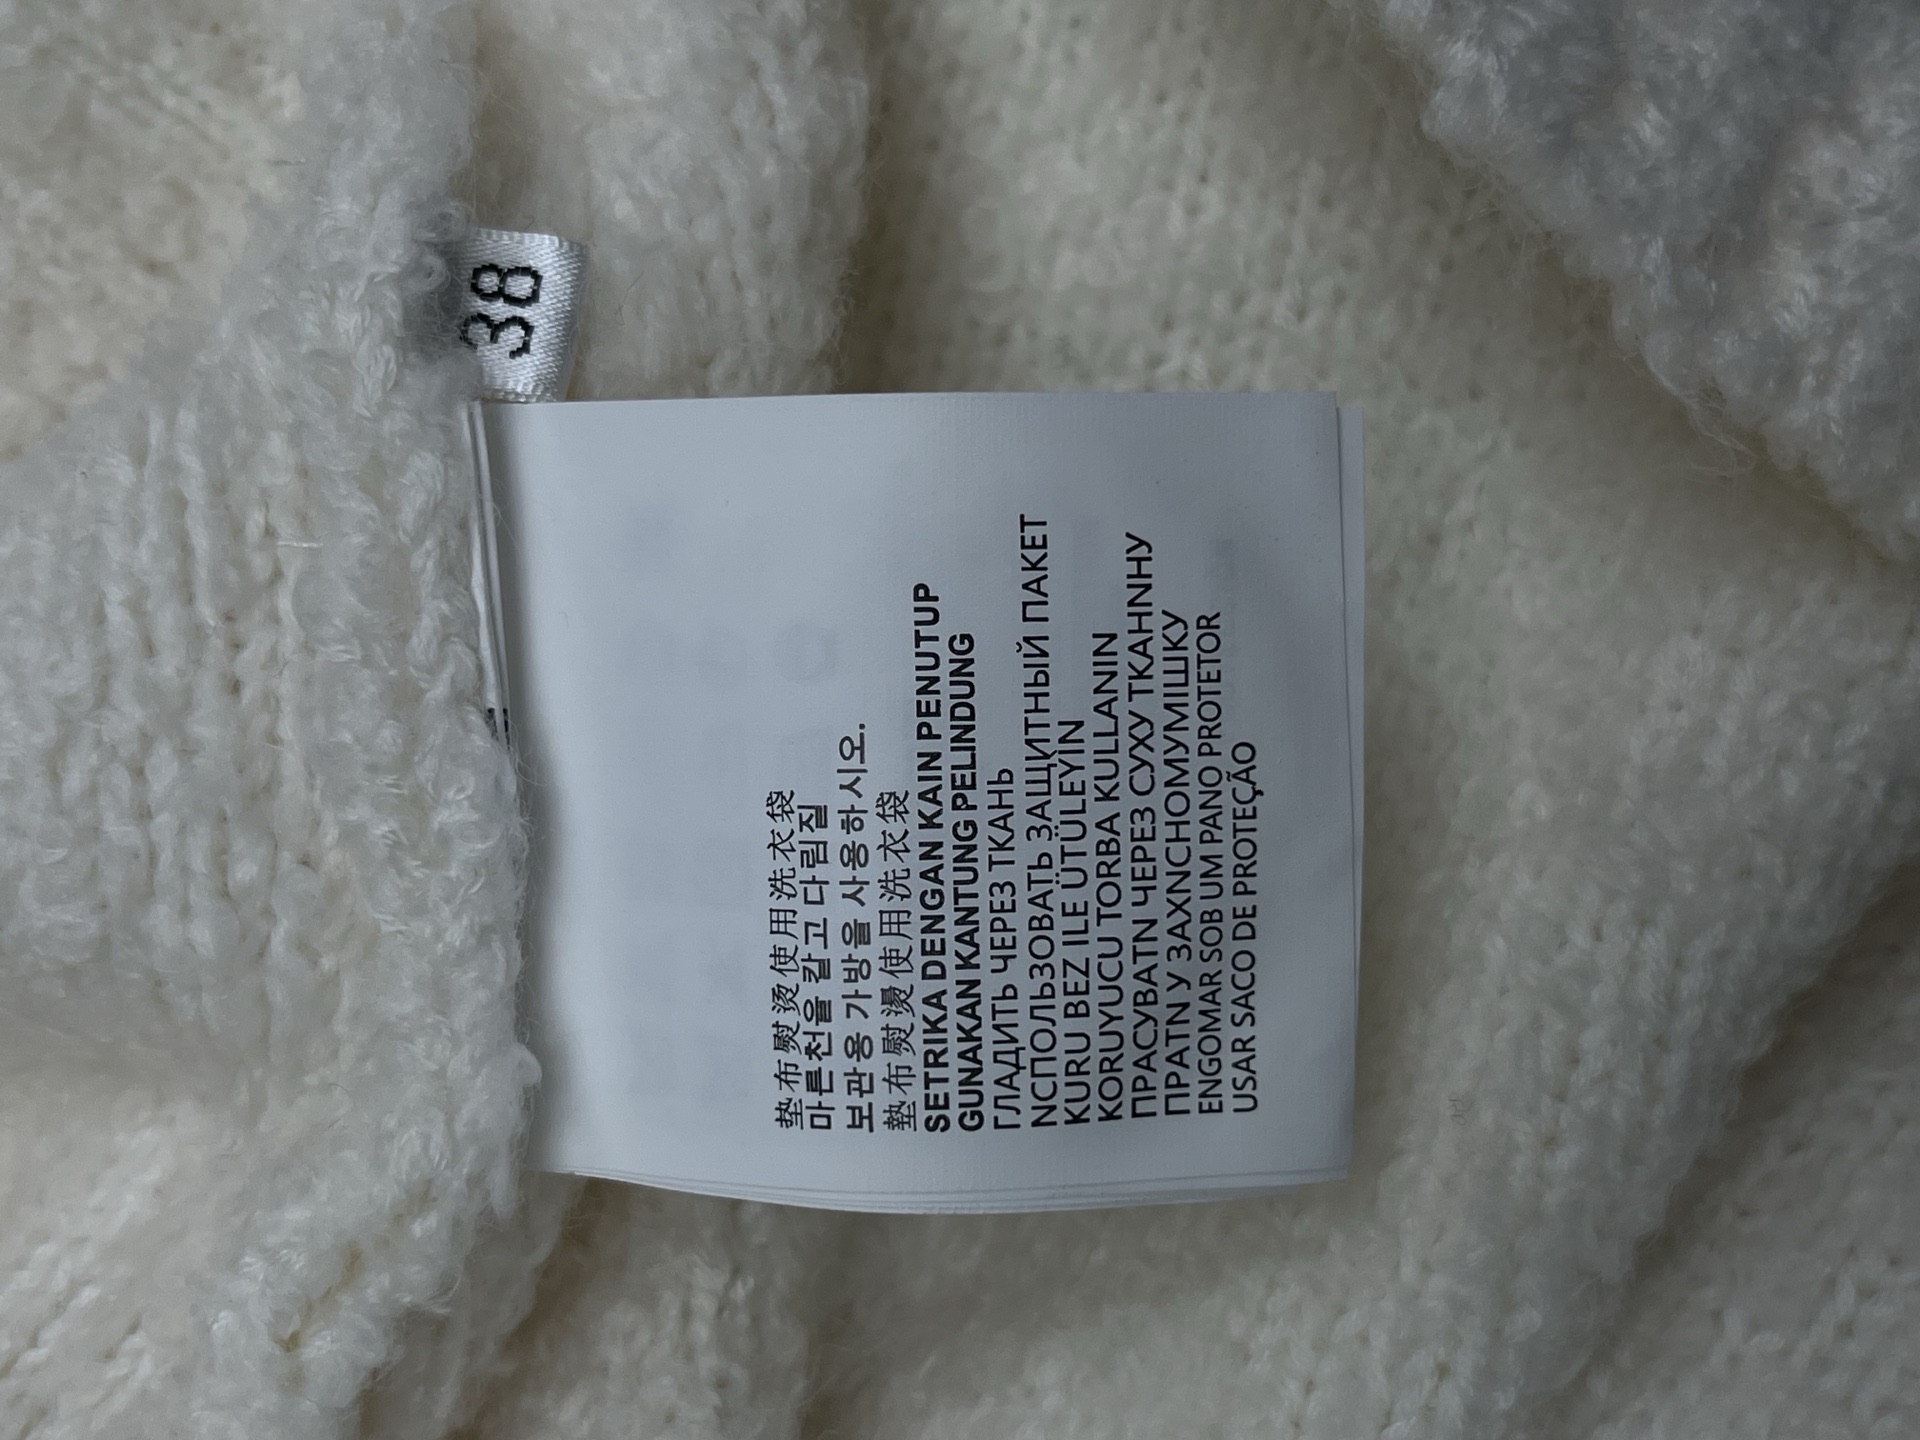 38
垫布熨烫使用洗衣袋
마른천을 칼고 다림질
보관용 가방을 사용하시오.
墊布熨燙使用洗衣袋
SETRIKA DENGAN KAIN PENUTUP
GUNAKAN KANTUNG PELINDUNG
ГЛАДИТЬ ЧЕРЕЗ ТКАНЬ
NСПОЛЬЗОВАТЬ ЗАЩИТНЫЙ ПАКЕТ
KURU BEZ ILE ÜTÜLEYİN
KORUYUCU TORBA KULLANIN
ПРАСУВАТN ЧЕРЕЗ СУХУ ТКАНNНУ
ПРАТN У ЗАХNСНОМУМІШКУ
ENGOMAR SOB UM PANO PROTETOR
USAR SACO DE PROTEÇÃO